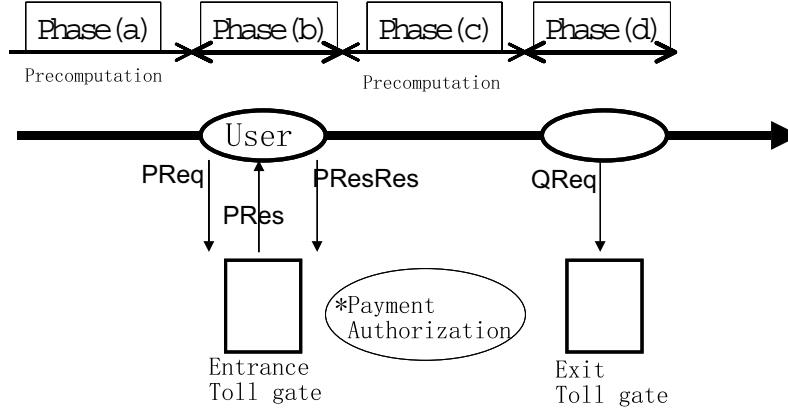 Phase(a)
Phase(b)
Phase(c)
Phase(d)
Precomputation
Precomputation
User
PReq
PResRes
QReq
PRes
*Payment
Authorization
Entrance
Toll gate
Exit
Toll gate